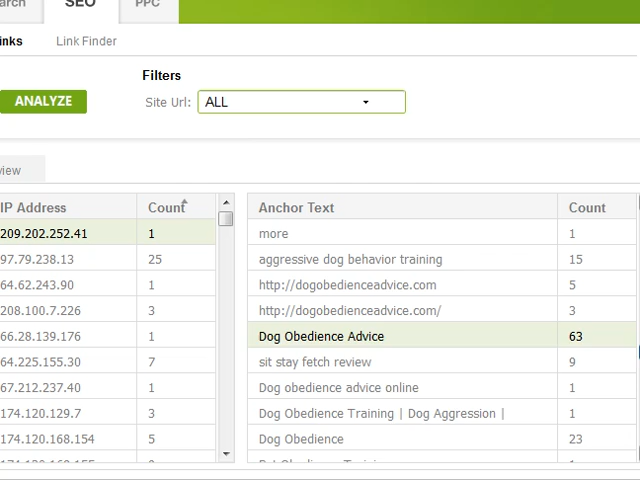 arch SEO PPC
inks Link Finder
Filters
ANALYZE Site Url: ALL
view
IP Address Count Anchor Text Count
209.202.252.41 1 more 1
97.79.238.13 25 aggressive dog behavior training 15
64.62.243.90 1 http://dogobedienceadvice.com 5
208.100.7.226 3 http://dogobedienceadvice.com/ 3
66.28.139.176 1 Dog Obedience Advice 63
64.225.155.30 7 sit stay fetch review 9
67.212.237.40 1 Dog obedience advice online 1
174.120.129.7 3 Dog Obedience Training | Dog Aggression | 1
174.120.168.154 5 Dog Obedience 23